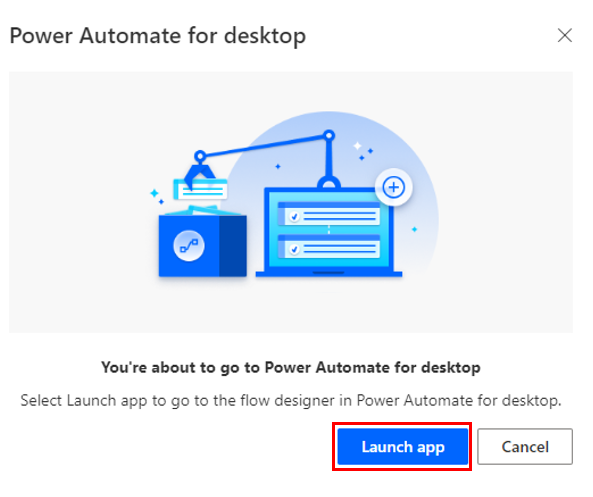 Power Automate for desktop
You're about to go to Power Automate for desktop
Select Launch app to go to the flow designer in Power Automate for desktop.
Launch app
Cancel